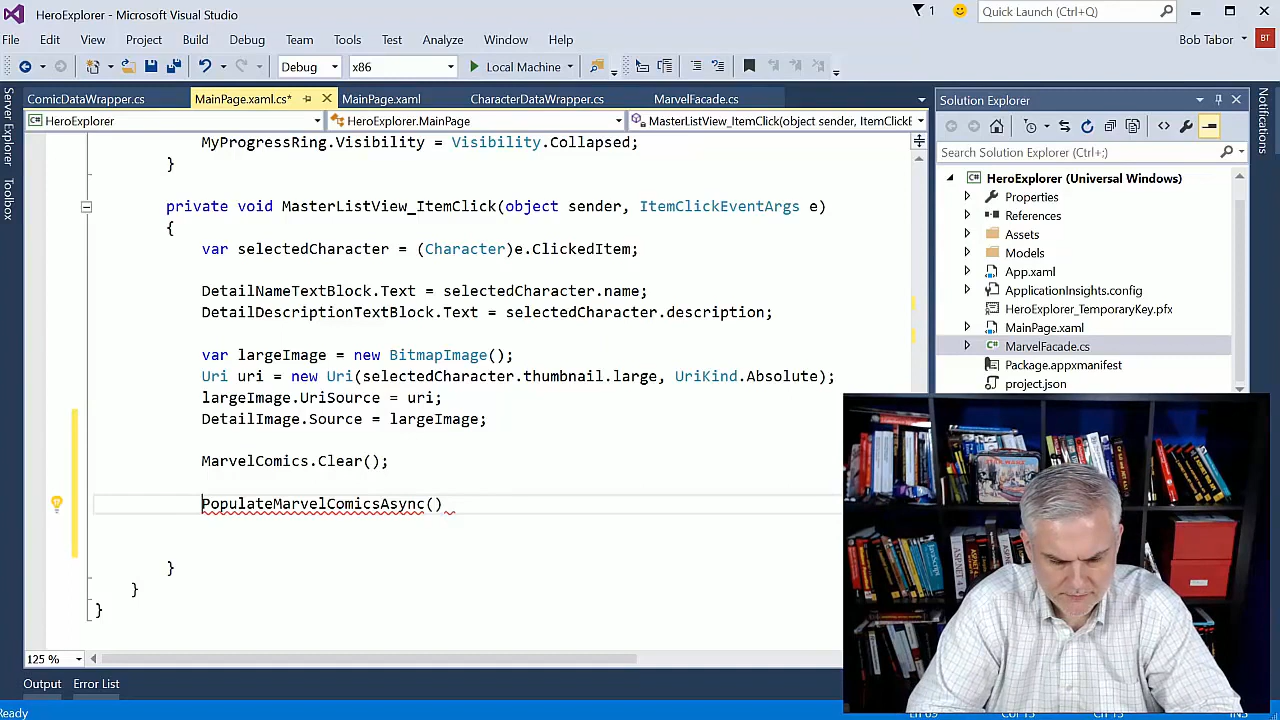 HeroExplorer - Microsoft Visual Studio
1
Quick Launch (Ctrl+Q)
File Edit View Project Build Debug Team Tools Test Analyze Window Help
Bob Tabor
BT
Debug x86 Local Machine
ComicDataWrapper.cs MainPage.xaml.cs* MainPage.xaml CharacterDataWrapper.cs MarvelFacade.cs
HeroExplorer HeroExplorer.MainPage MasterListView_ItemClick(object sender, ItemClickE
Server Explorer
Toolbox
MyProgressRing.Visibility = Visibility.Collapsed;
}
private void MasterListView_ItemClick(object sender, ItemClickEventArgs e)
{
var selectedCharacter = (Character)e.ClickedItem;
DetailNameTextBlock.Text = selectedCharacter.name;
DetailDescriptionTextBlock.Text = selectedCharacter.description;
var largeImage = new BitmapImage();
Uri uri = new Uri(selectedCharacter.thumbnail.large, UriKind.Absolute);
largeImage.UriSource = uri;
DetailImage.Source = largeImage;
MarvelComics.Clear();
PopulateMarvelComicsAsync()
}
}
}
125 %
Output Error List
Ready
Solution Explorer
Search Solution Explorer (Ctrl+;)
HeroExplorer (Universal Windows)
Properties
References
Assets
Models
App.xaml
ApplicationInsights.config
HeroExplorer_TemporaryKey.pfx
MainPage.xaml
MarvelFacade.cs
Package.appxmanifest
project.json
Notifications